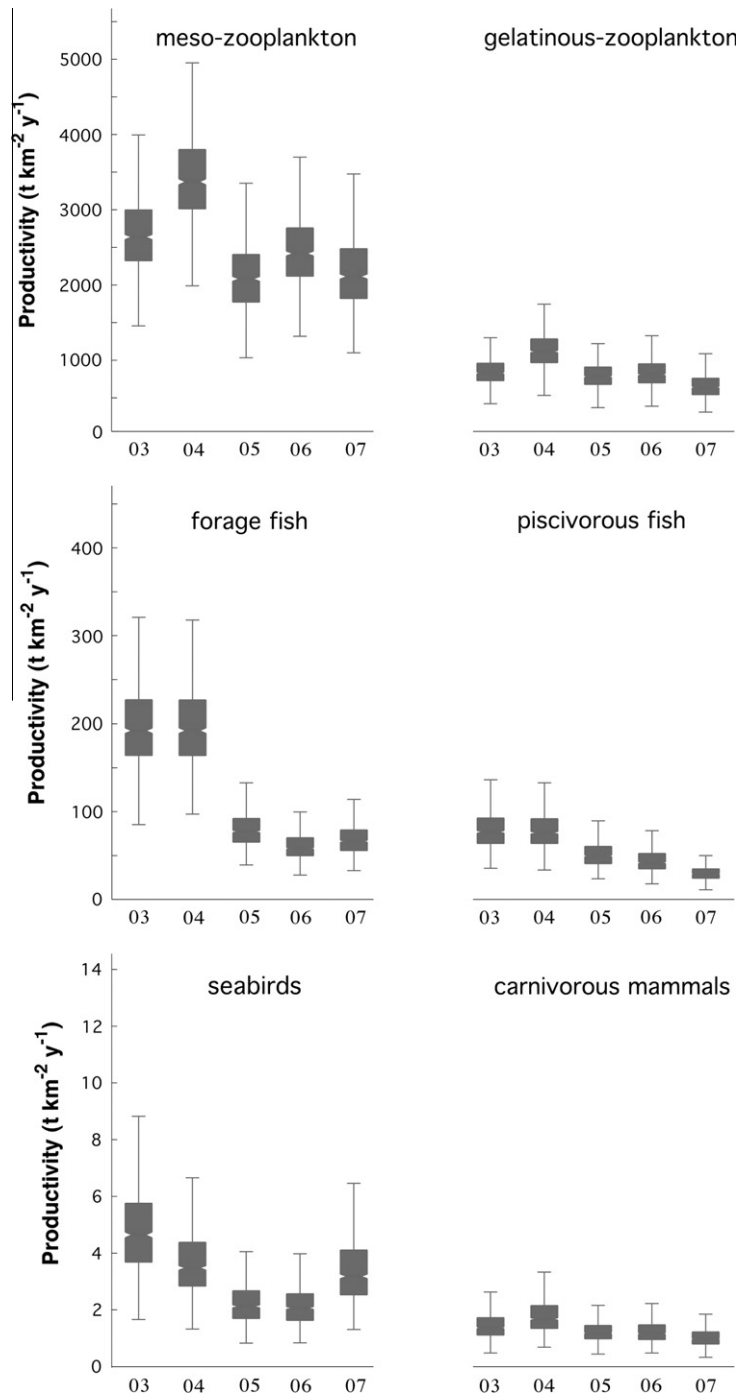 meso-zooplankton
gelatinous-zooplankton
Productivity (t km-2 y-1)
5000
4000
3000
2000
1000
0
03 04 05 06 07
03 04 05 06 07
forage fish
piscivorous fish
Productivity (t km-2 y-1)
400
300
200
100
0
03 04 05 06 07
03 04 05 06 07
seabirds
carnivorous mammals
Productivity (t km-2 y-1)
14
12
10
8
6
4
2
0
03 04 05 06 07
03 04 05 06 07